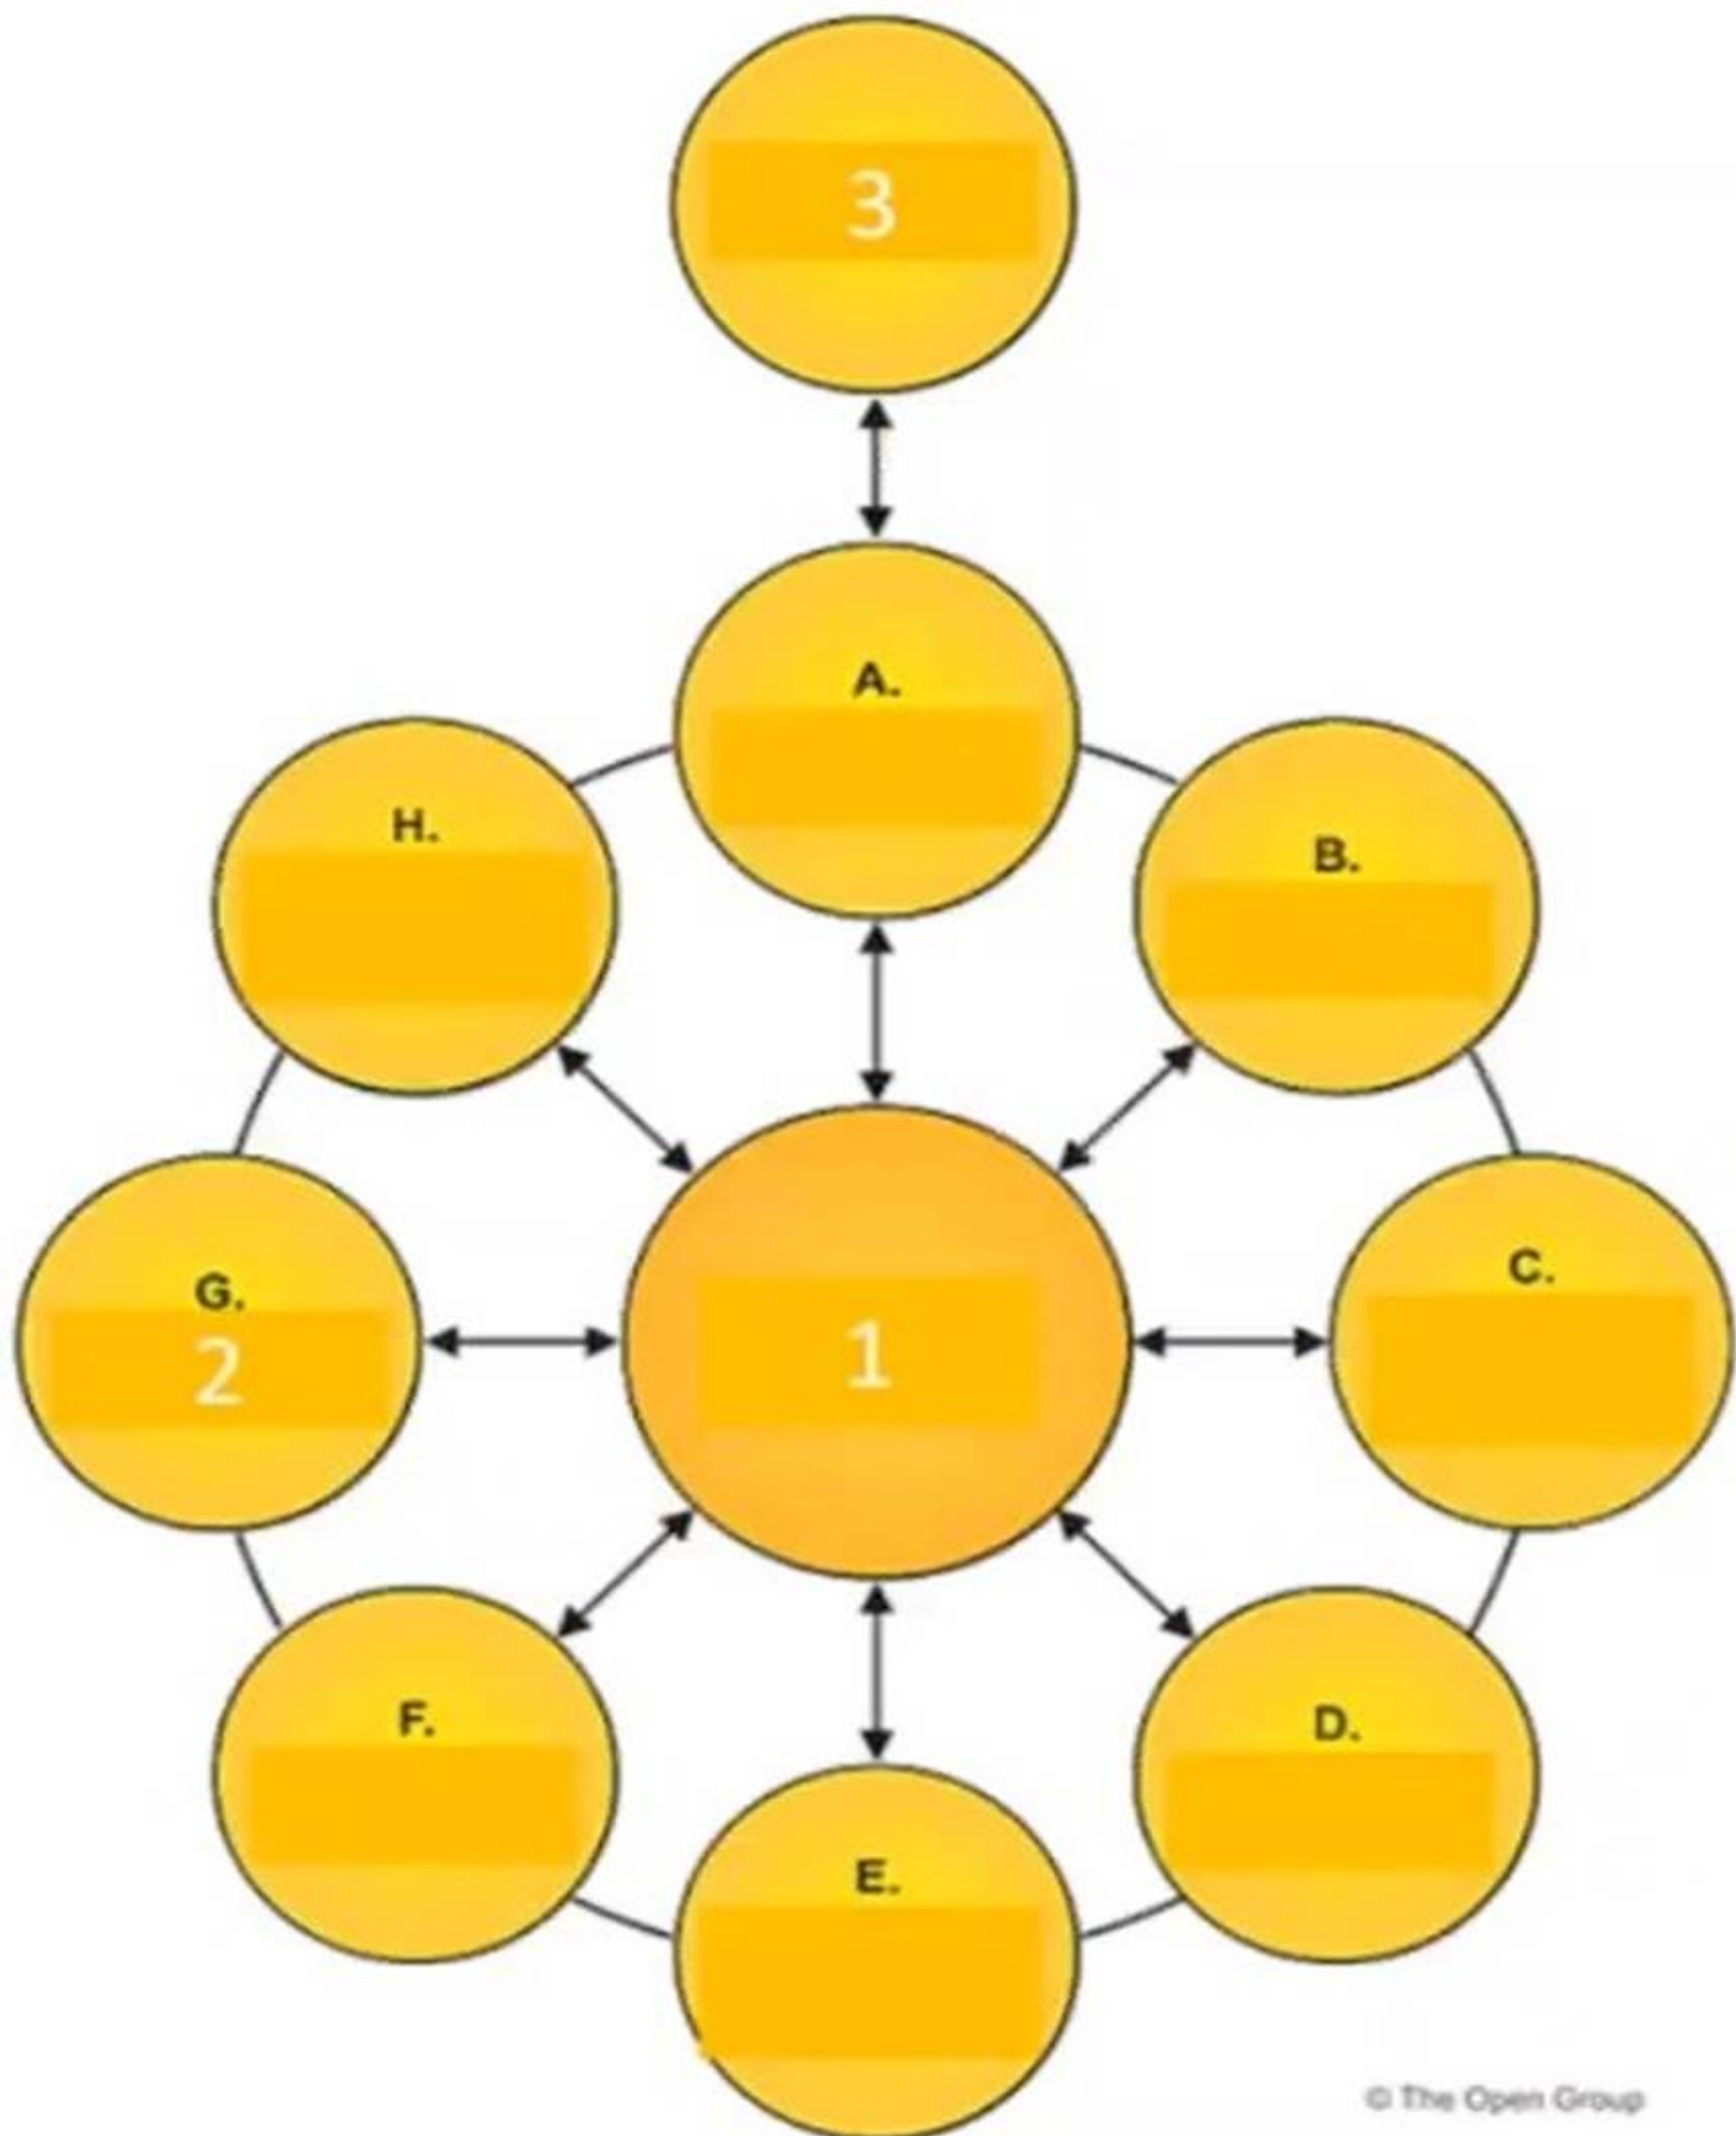 3
A.
H.
B.
G.
2
1
C.
F.
D.
E.
© The Open Group